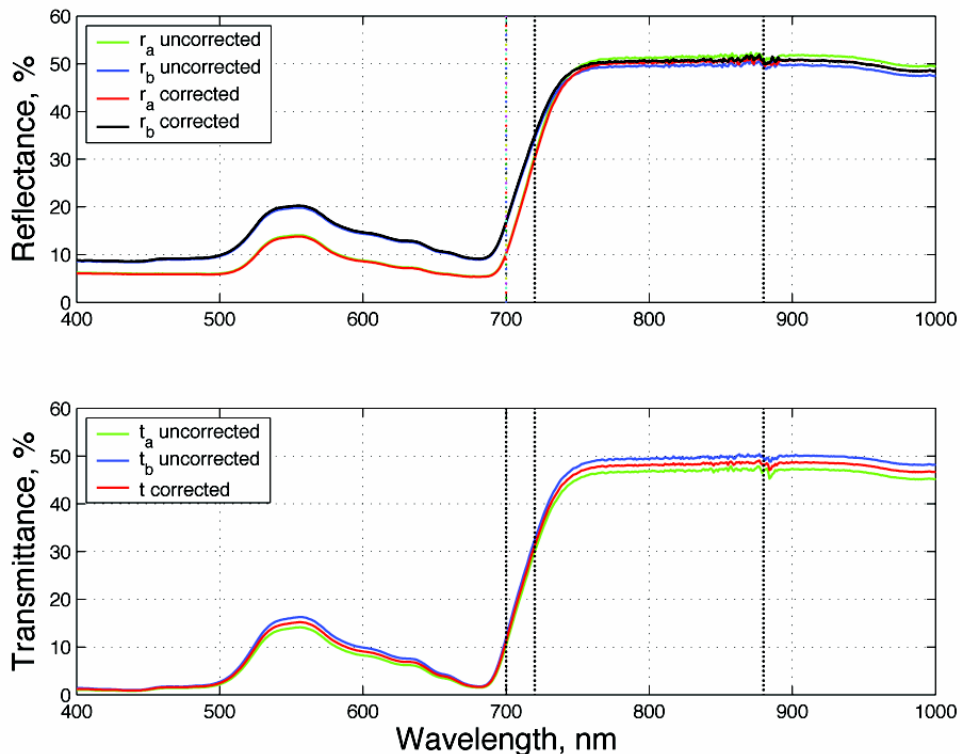 Reflectance, %
60
50
40
30
20
10
0
r_a uncorrected
r_b uncorrected
r_a corrected
r_b corrected
400 500 600 700 800 900 1000
Transmittance, %
60
50
40
30
20
10
0
t_a uncorrected
t_b uncorrected
t corrected
400 500 600 700 800 900 1000
Wavelength, nm